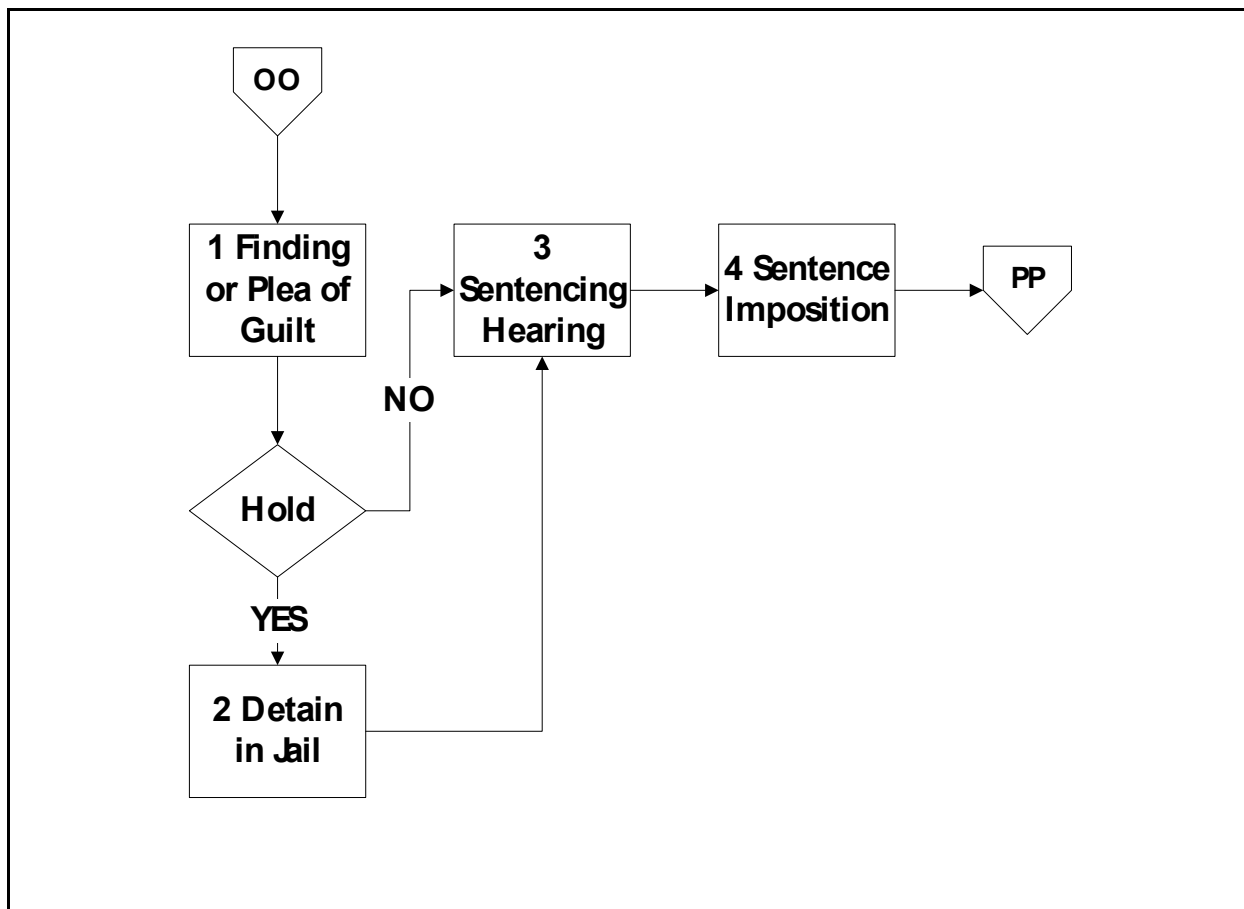 OO
1 Finding
or Plea of
Guilt
3
Sentencing
Hearing
4 Sentence
Imposition
PP
NO
Hold
YES
2 Detain
in Jail